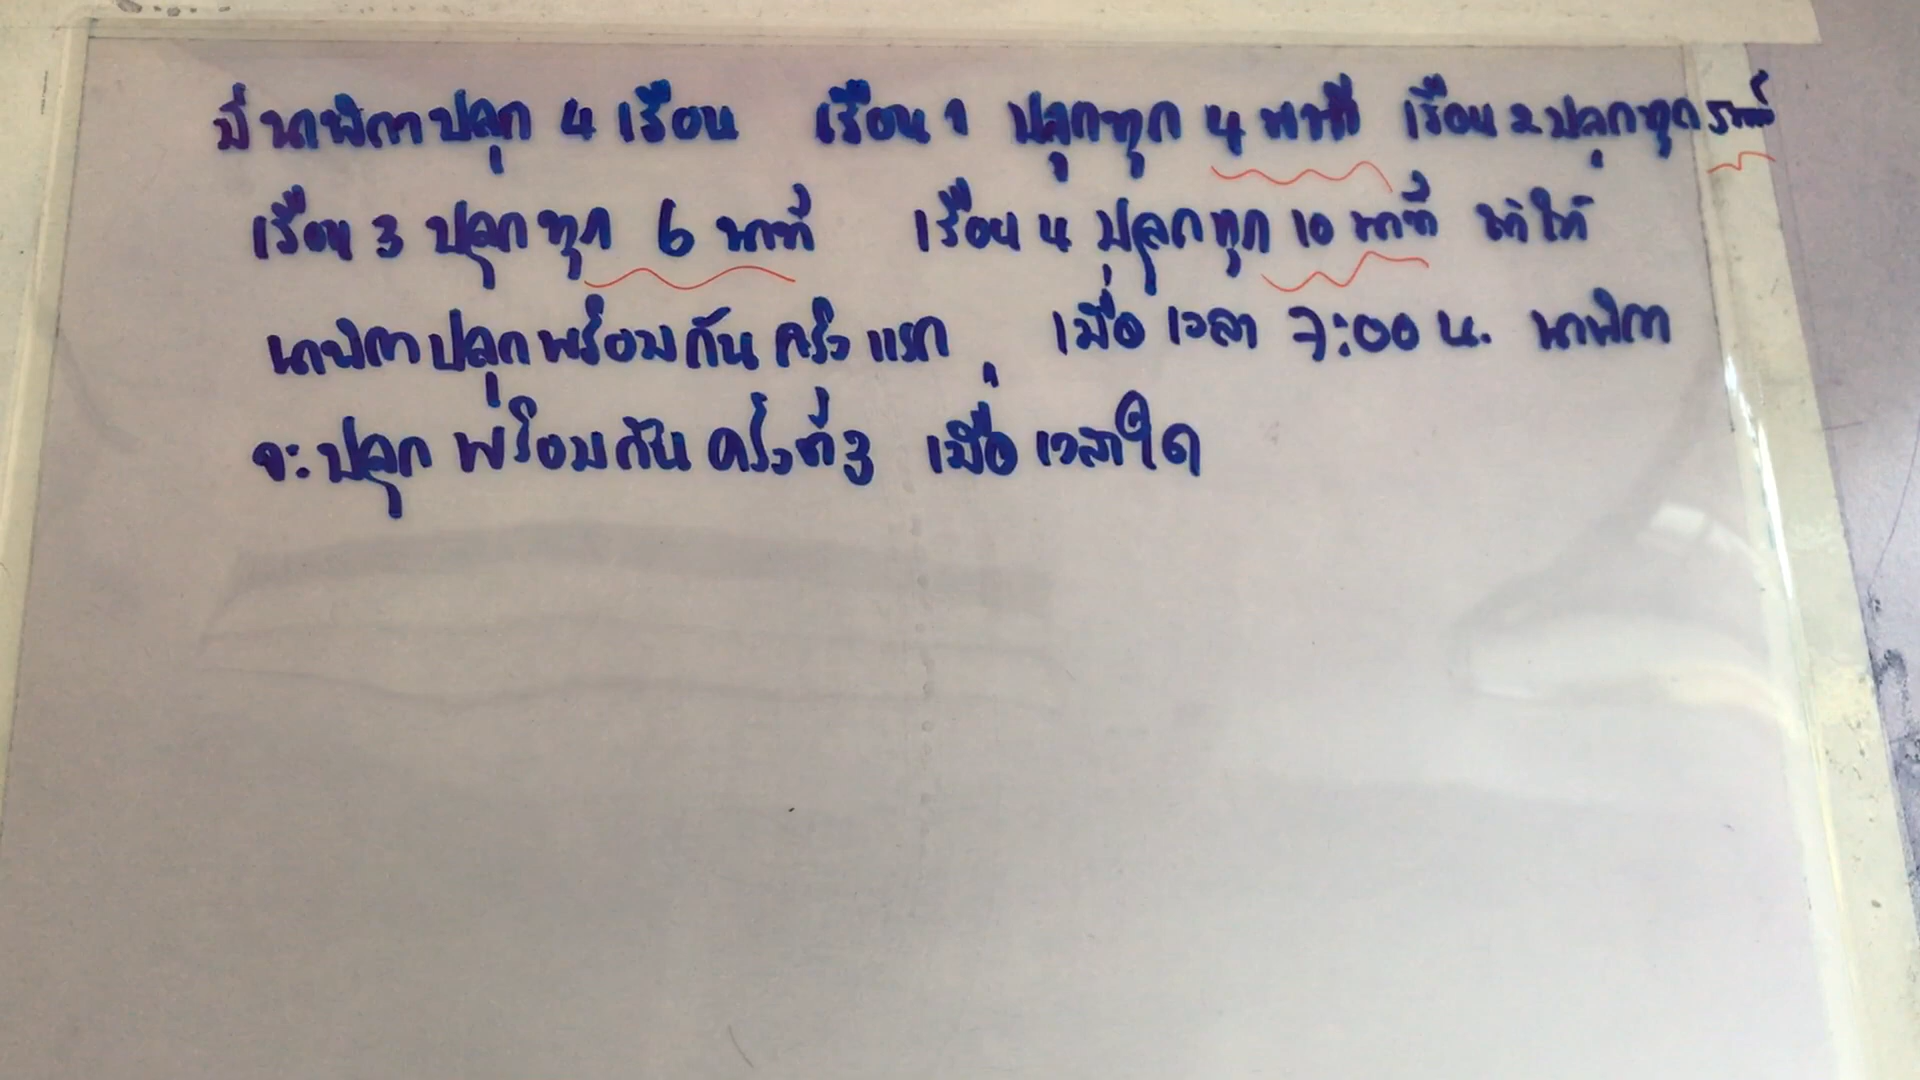 มีนาฬิกาปลุก 4 เรือน เรือน 1 ปลุกทุก 4 นาที เรือน 2 ปลุกทุก 5 นาที
เรือน 3 ปลุกทุก 6 นาที เรือน 4 ปลุกทุก 10 นาที ถ้าให้
นาฬิกาปลุกพร้อมกันครั้งแรก เมื่อเวลา 7:00 น. นาฬิกา
จะปลุกพร้อมกันครั้งที่ 3 เมื่อเวลาใด